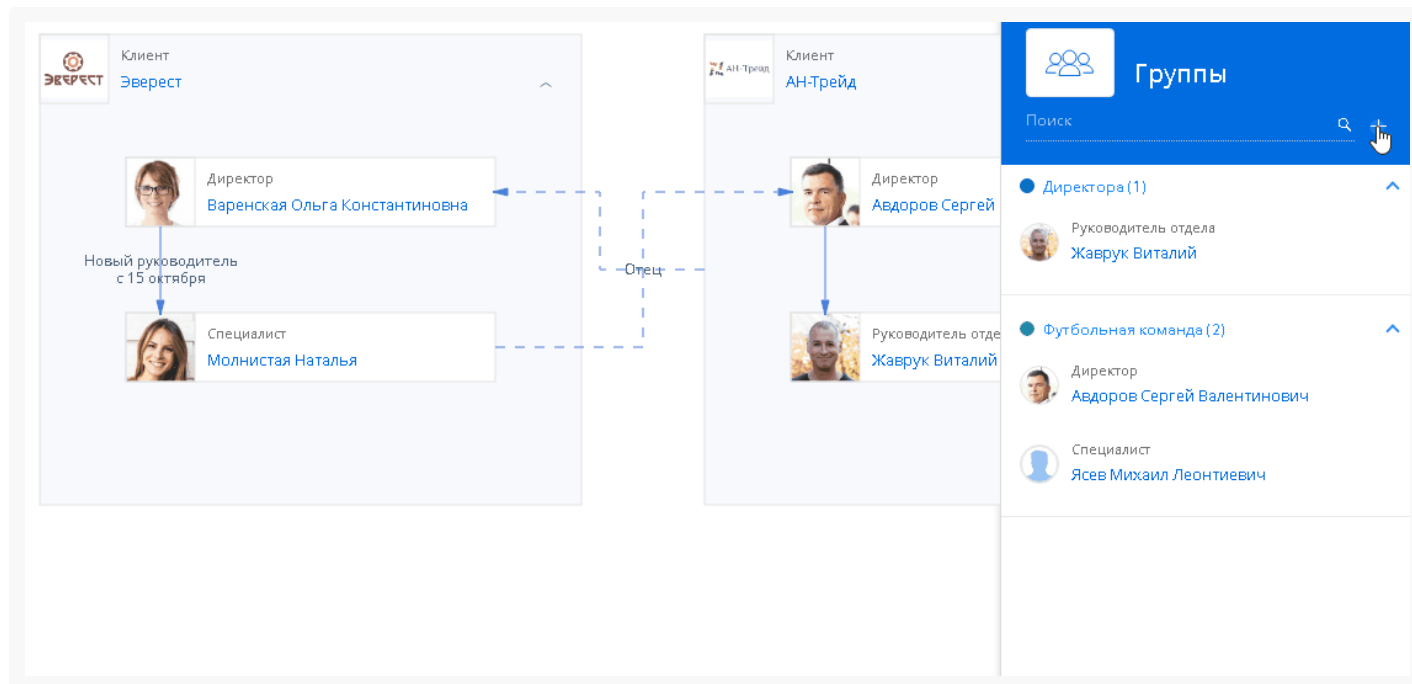 ЭВЕРЕСТ
Клиент
Эверест
Директор
Варенская Ольга Константиновна
Новый руководитель
с 15 октября
Специалист
Молнистая Наталья
Отец
АН-Трейд
Клиент
АН-Трейд
Директор
Авдоров Сергей
Руководитель отде
Жаврук Виталий
Группы
Поиск
Директора (1)
Руководитель отдела
Жаврук Виталий
Футбольная команда (2)
Директор
Авдоров Сергей Валентинович
Специалист
Ясев Михаил Леонтиевич